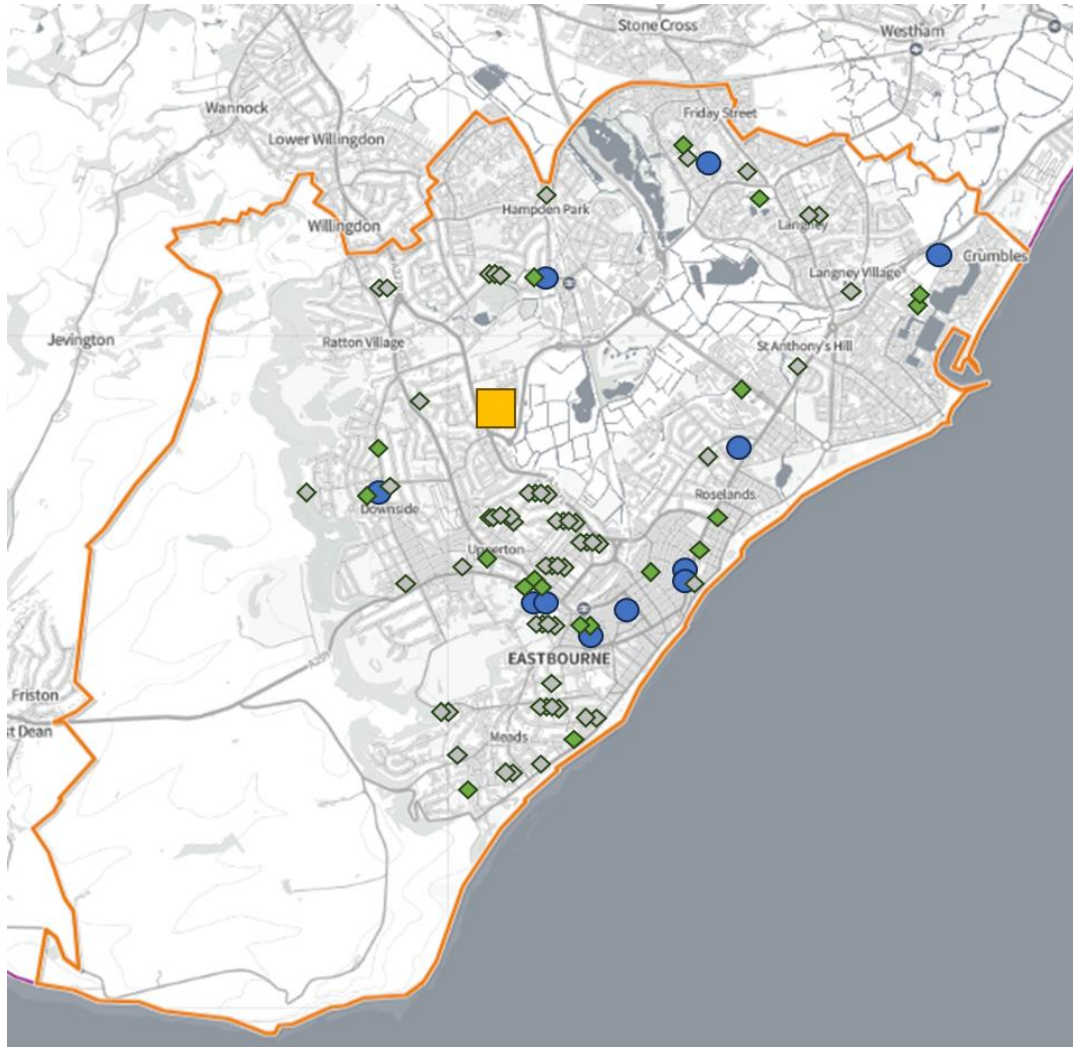 Stone Cross
Westham
Wannock
Friday Street
Lower Willingdon
Hampden Park
Willingdon
Langney
Langney Village
Crumbles
Jevington
Ratton Village
St Anthony's Hill
Roselands
Downside
Upperton
EASTBOURNE
Friston
t Dean
Meads